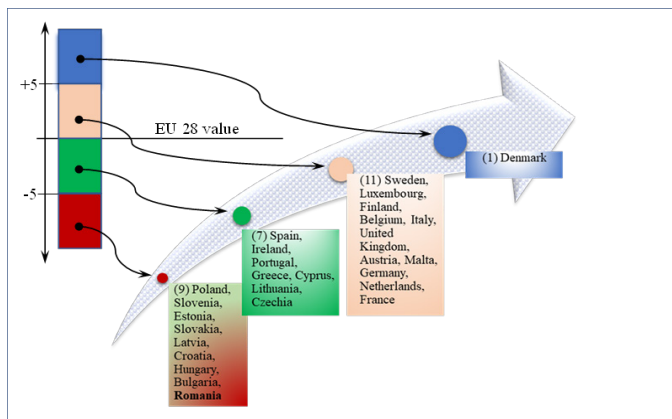 +5
EU 28 value
-5
(1) Denmark
(11) Sweden,
Luxembourg,
Finland,
Belgium, Italy,
United
Kingdom,
Austria, Malta,
Germany,
Netherlands,
France
(7) Spain,
Ireland,
Portugal,
Greece, Cyprus,
Lithuania,
Czechia
(9) Poland,
Slovenia,
Estonia,
Slovakia,
Latvia,
Croatia,
Hungary,
Bulgaria,
Romania